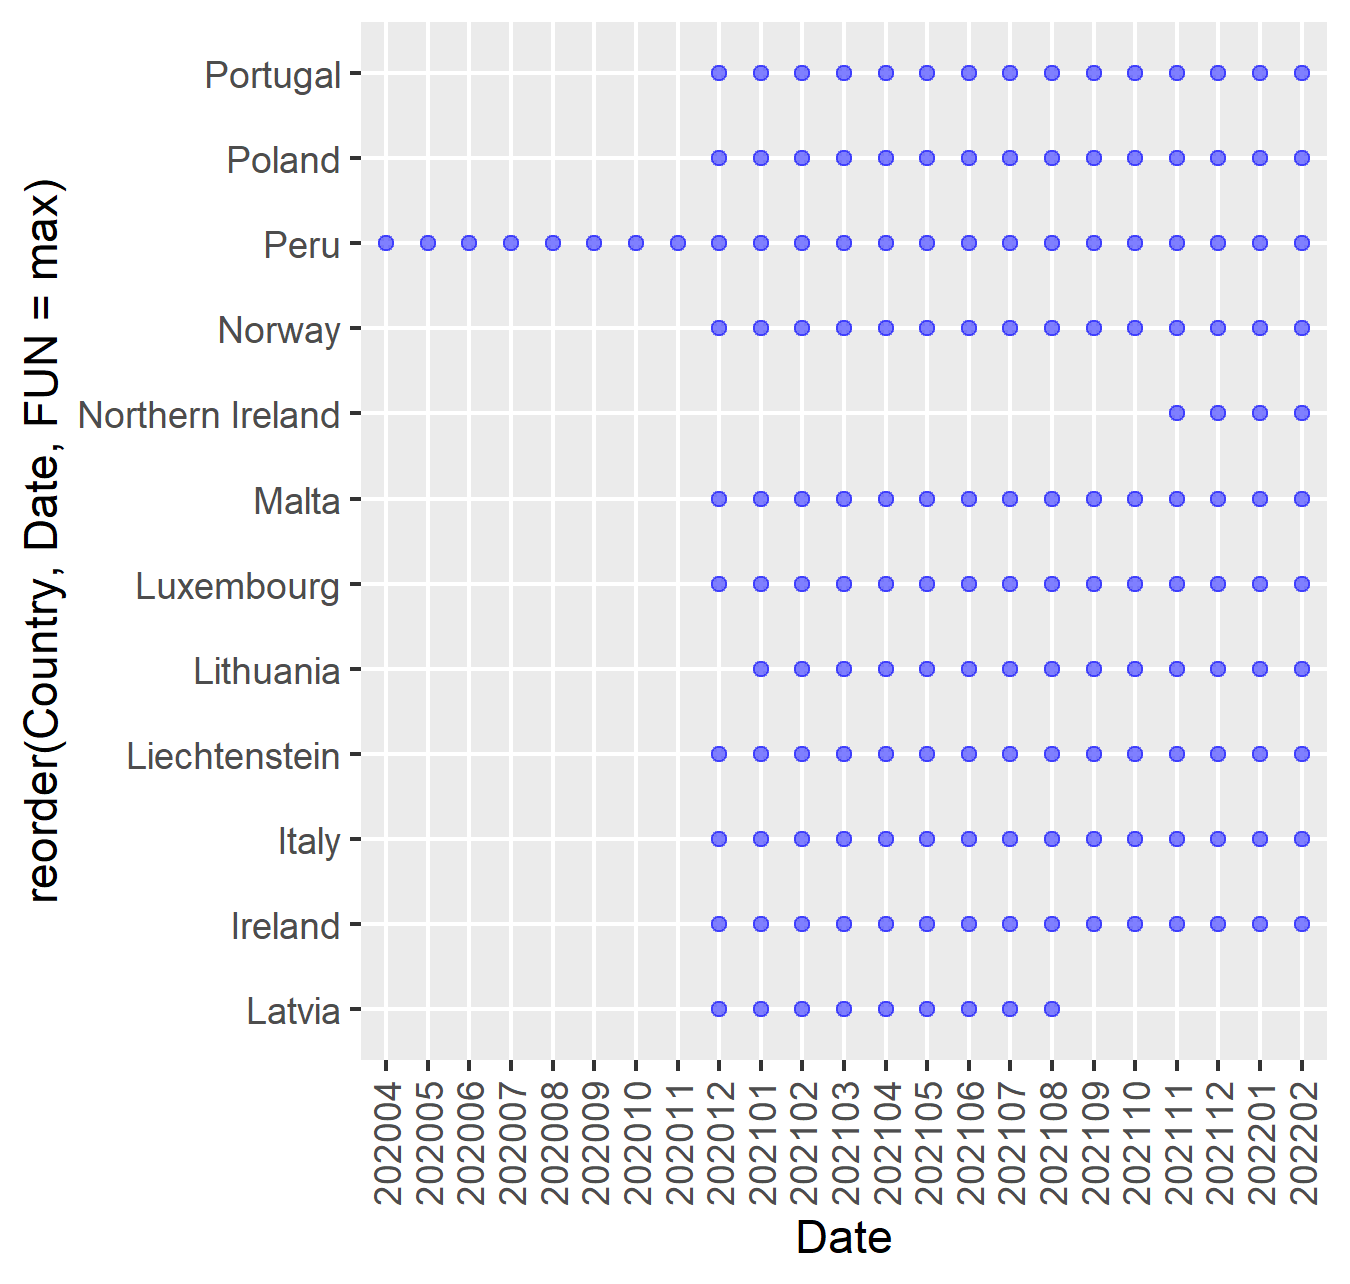 reorder(Country, Date, FUN = max)
Portugal
Poland
Peru
Norway
Northern Ireland
Malta
Luxembourg
Lithuania
Liechtenstein
Italy
Ireland
Latvia
202004
202005
202006
202007
202008
202009
202010
202011
202012
202101
202102
202103
202104
202105
202106
202107
202108
202109
202110
202111
202112
202201
202202
Date